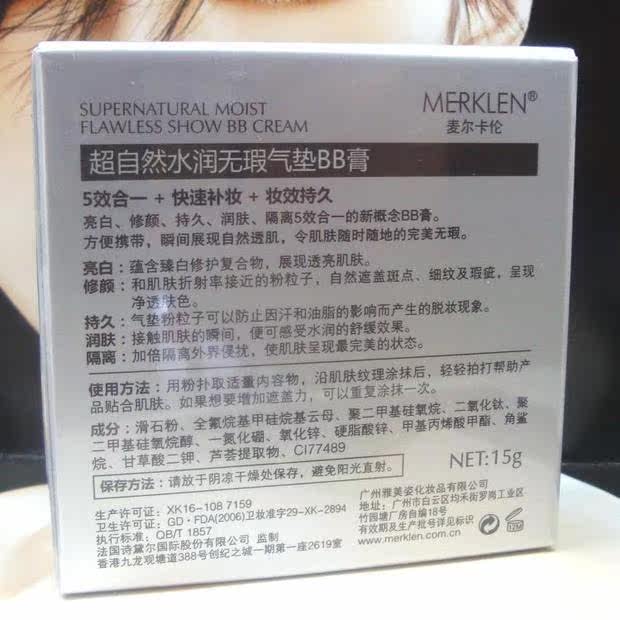 SUPERNATURAL MOIST
FLAWLESS SHOW BB CREAM
MERKLEN®
麦尔卡伦
超自然水润无瑕气垫BB膏
5效合一 + 快速补妆 + 妆效持久
亮白、修颜、持久、润肤、隔离5效合一的新概念BB膏。
方便携带，瞬间展现自然透肌，令肌肤随时随地的完美无瑕。
亮白：蕴含臻白修护复合物，展现透亮肌肤。
修颜：和肌肤折射率接近的粉粒子，自然遮盖斑点、细纹及瑕疵，呈现
净透肤色。
持久：气垫粉粒子可以防止因汗和油脂的影响而产生的脱妆现象。
润肤：接触肌肤的瞬间，便可感受水润的舒缓效果。
隔离：加倍隔离外界侵扰，使肌肤呈现最完美的状态。
使用方法：用粉扑取适量内容物，沿肌肤纹理涂抹后，轻轻拍打帮助产
品贴合肌肤。如果想要增加遮盖力，可以重复涂抹一次。
成分：滑石粉、全氟烷基甲硅烷基云母、聚二甲基硅氧烷、二氧化钛、聚
二甲基硅氧烷醇、一氮化硼、氧化锌、硬脂酸锌、甲基丙烯酸甲酯、角鲨
烷、甘草酸二钾、芦荟提取物、CI77489
保存方法：请放于阴凉干燥处保存，避免阳光直射。
NET:15g
生产许可证：XK16-108 7159
卫生许可证：GD·FDA(2006)卫妆准字29-XK-2894
执行标准：QB/T 1857
法国诗黛尔国际股份有限公司 监制
香港九龙观塘道388号创纪之城一期第一座2619室
广州雅美姿化妆品有限公司
地址：广州市白云区均禾街罗岗工业区
竹园塘厂房自编18号
有效期及生产批号详见标识
www.merklen.com.cn
12M